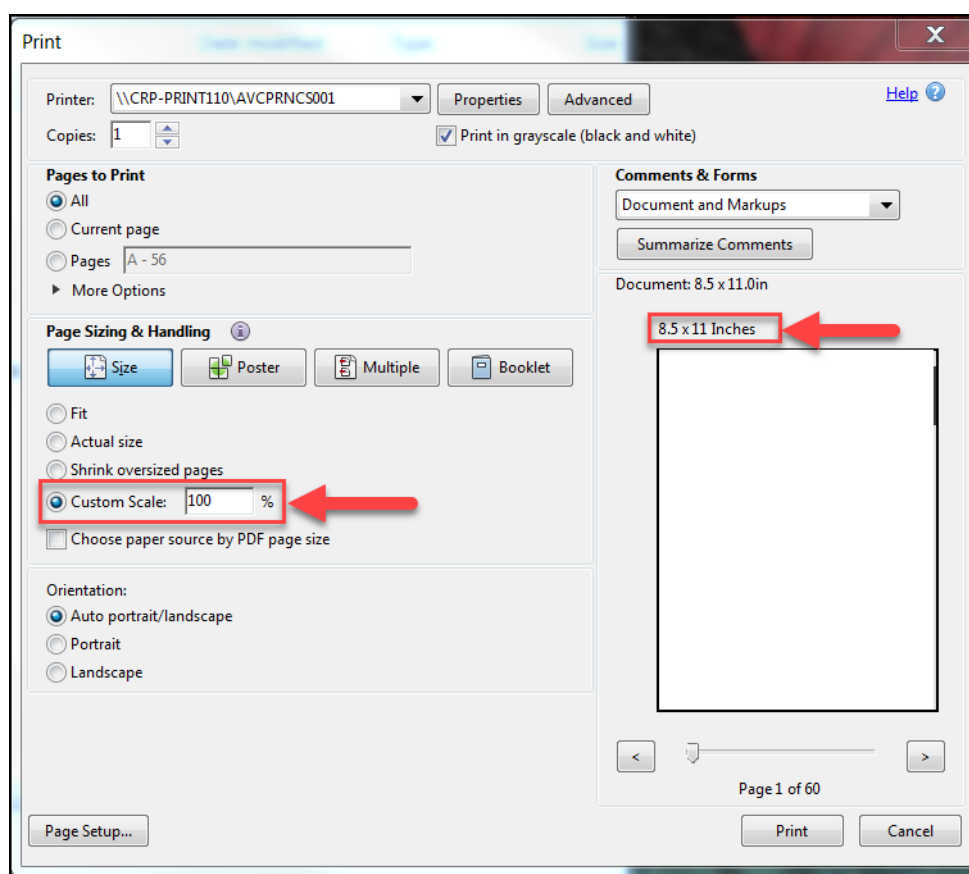 Print
X
Printer: \\CRP-PRINT110\AVCPRNCS001 Properties Advanced Help ?
Copies: 1 Print in grayscale (black and white)
Pages to Print
All
Current page
Pages A - 56
More Options
Comments & Forms
Document and Markups
Summarize Comments
Page Sizing & Handling i
Size Poster Multiple Booklet
Fit
Actual size
Shrink oversized pages
Custom Scale: 100 %
Choose paper source by PDF page size
Orientation:
Auto portrait/landscape
Portrait
Landscape
Document: 8.5 x 11.0in
8.5 x 11 Inches
< >
Page 1 of 60
Page Setup... Print Cancel